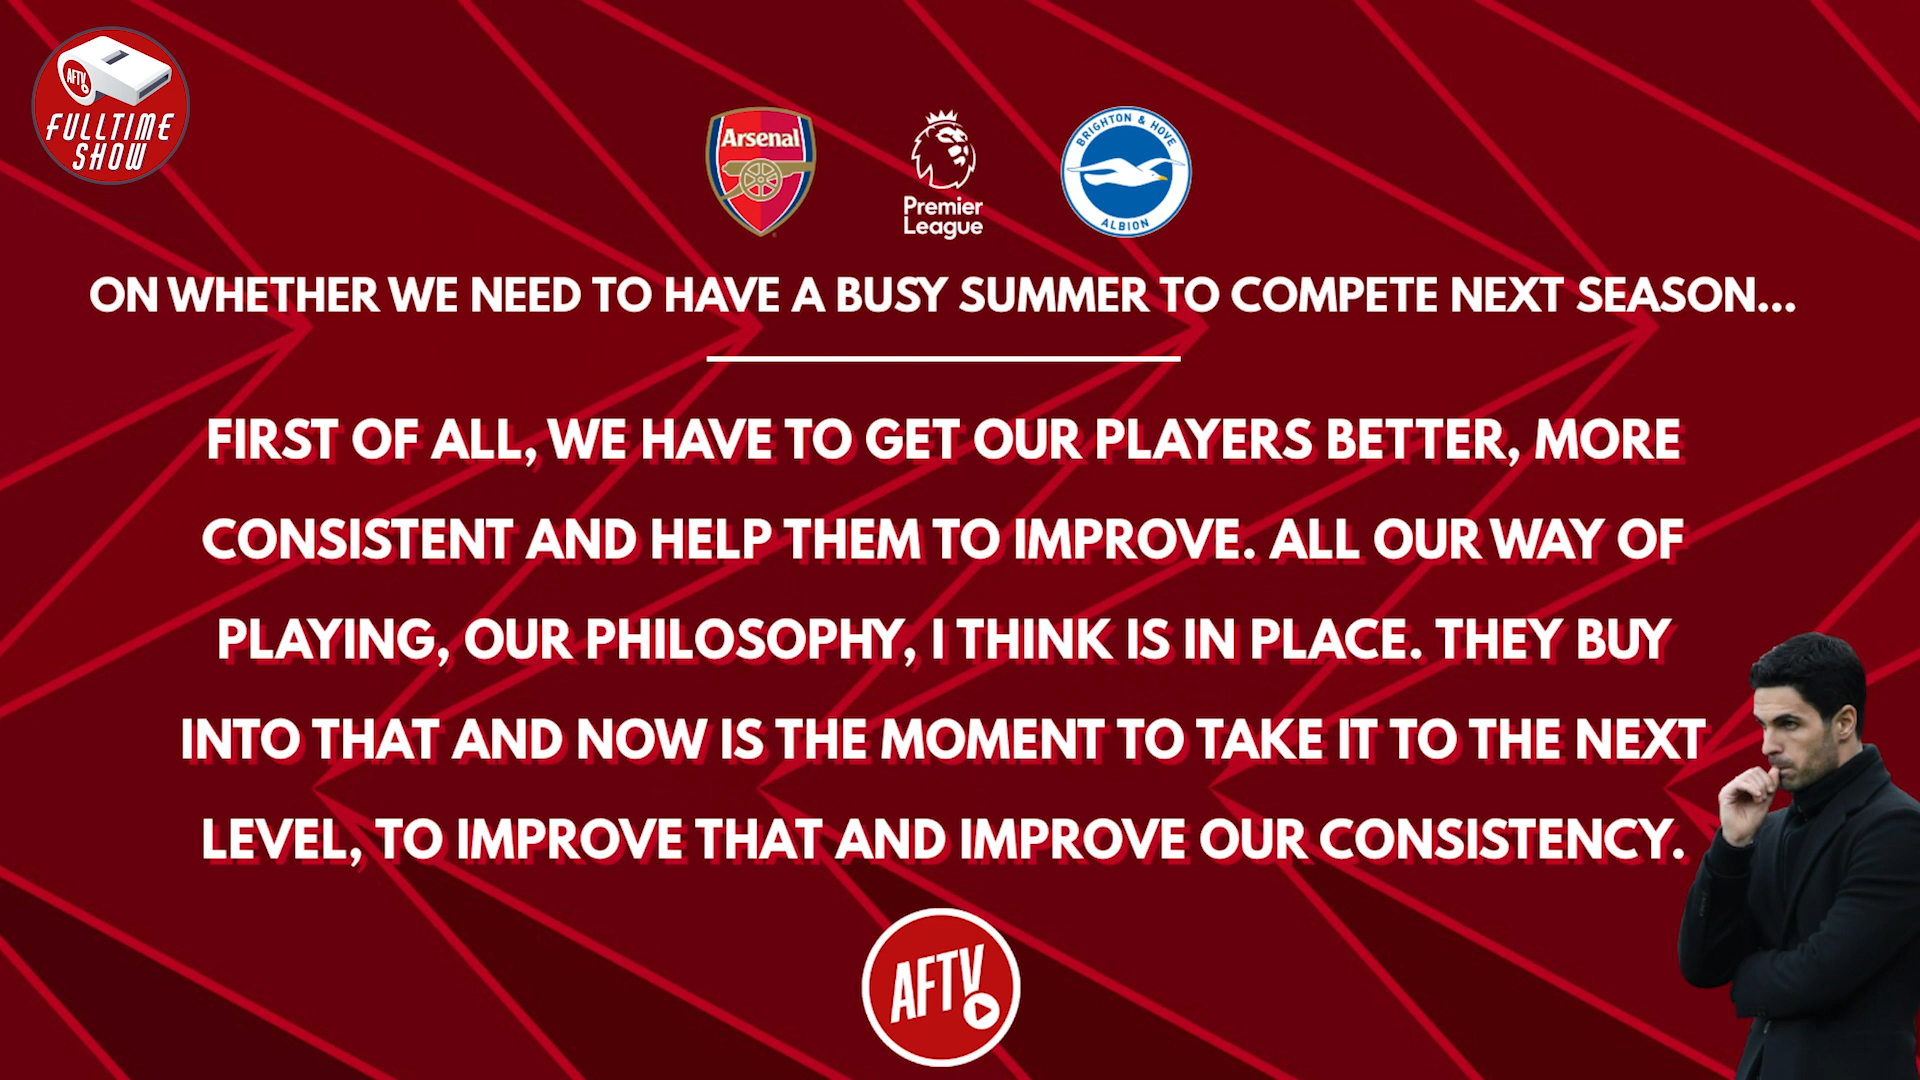 AFTV
FULLTIME
SHOW
Arsenal
Premier
League
BRIGHTON & HOVE
ALBION
ON WHETHER WE NEED TO HAVE A BUSY SUMMER TO COMPETE NEXT SEASON...
FIRST OF ALL, WE HAVE TO GET OUR PLAYERS BETTER, MORE
CONSISTENT AND HELP THEM TO IMPROVE. ALL OUR WAY OF
PLAYING, OUR PHILOSOPHY, I THINK IS IN PLACE. THEY BUY
INTO THAT AND NOW IS THE MOMENT TO TAKE IT TO THE NEXT
LEVEL, TO IMPROVE THAT AND IMPROVE OUR CONSISTENCY.
AFTV